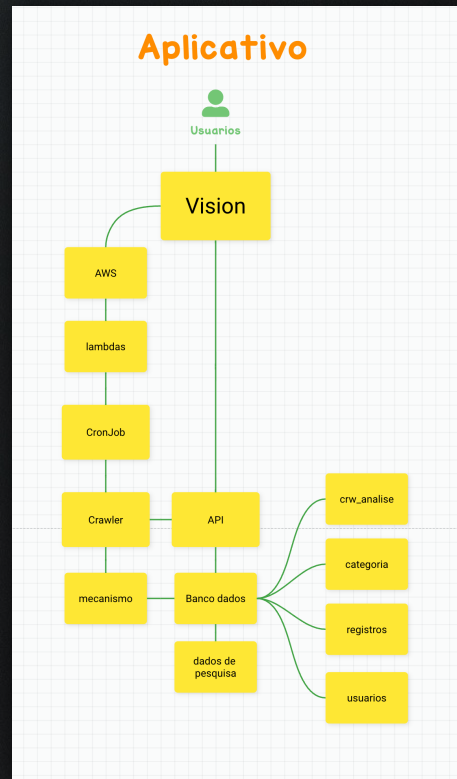 Aplicativo
Usuarios
Vision
AWS
lambdas
CronJob
Crawler
API
crw_analise
categoria
mecanismo
Banco dados
registros
dados de
pesquisa
usuarios